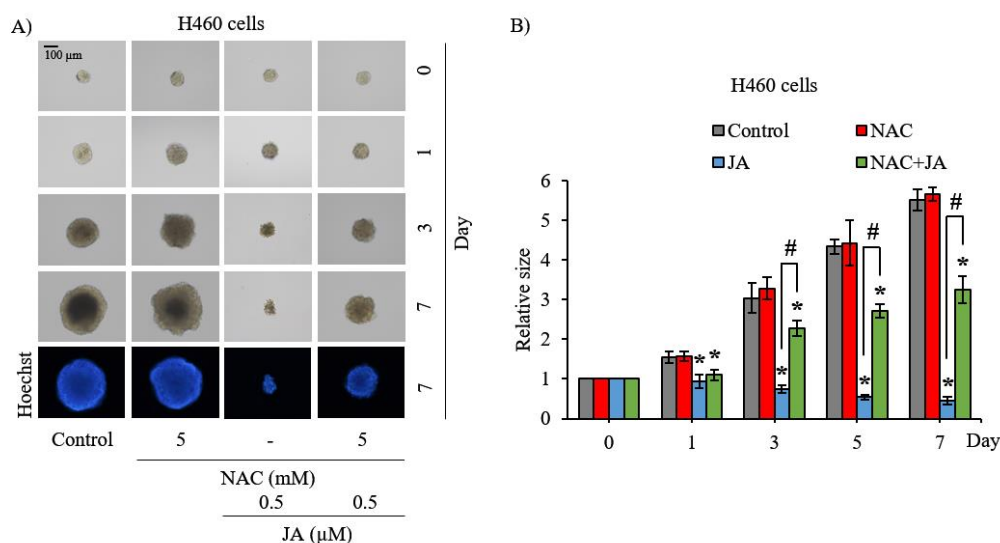 A)
H460 cells
100 µm
0
1
3
7
7
Day
Hoechst
Control 5 - 5
NAC (mM)
0.5 0.5
JA (µM)
B)
H460 cells
Control NAC
JA NAC+JA
Relative size
6
5
4
3
2
1
0
* *
* * #
* * #
* * #
0 1 3 5 7 Day